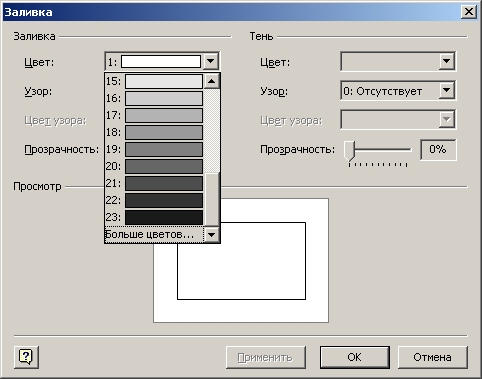 Заливка
Заливка
Тень
Цвет:
1:
Цвет:
15:
16:
17:
18:
19:
20:
21:
22:
23:
Больше цветов...
Узор:
Узор:
0: Отсутствует
Цвет узора:
Цвет узора:
Прозрачность:
Прозрачность:
0%
Просмотр
?
Применить
OK
Отмена